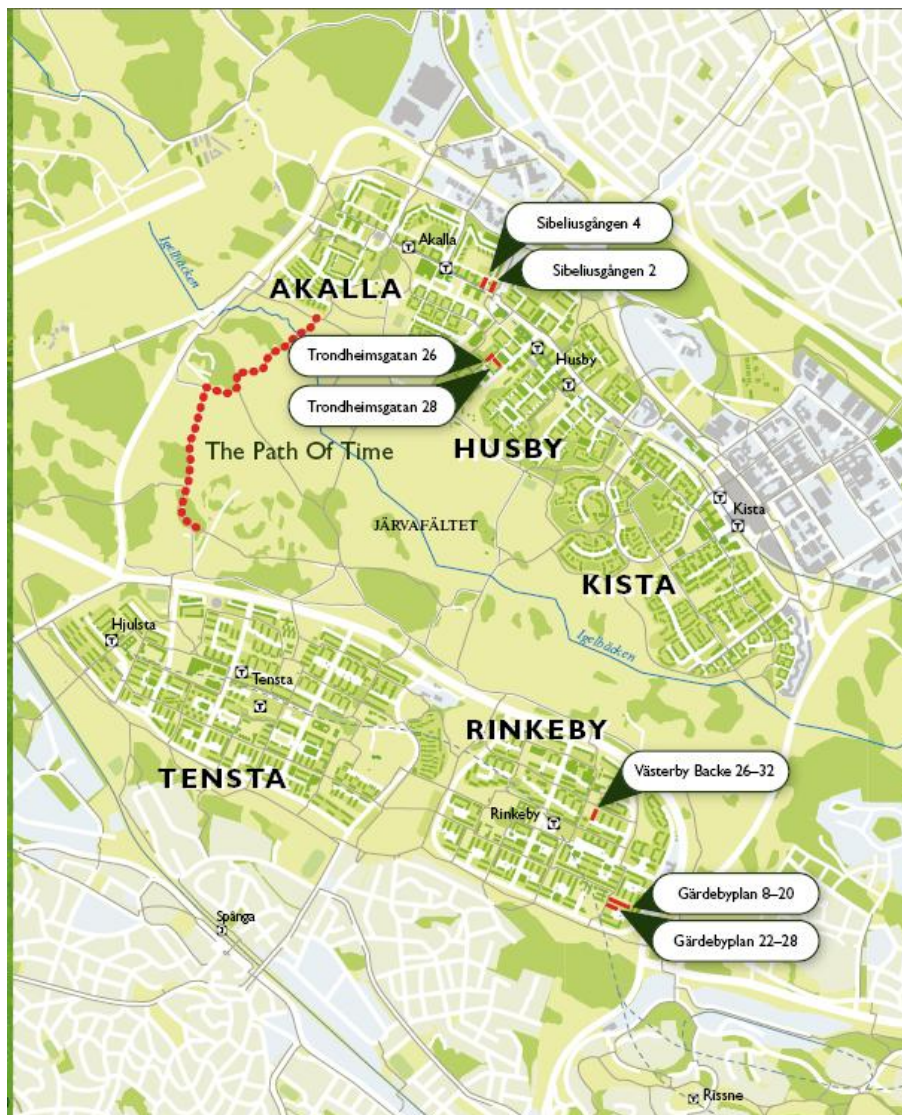 Sibeliusgången 4
Akalla
Sibeliusgången 2
Igelbäcken
AKALLA
Trondheimsgatan 26
Husby
Trondheimsgatan 28
The Path Of Time
HUSBY
Kista
JÄRVAFÄLTET
KISTA
Hjulsta
Igelbäcken
Tensta
RINKEBY
TENSTA
Västerby Backe 26–32
Rinkeby
Gärdebyplan 8–20
Spånga
Gärdebyplan 22–28
Rissne